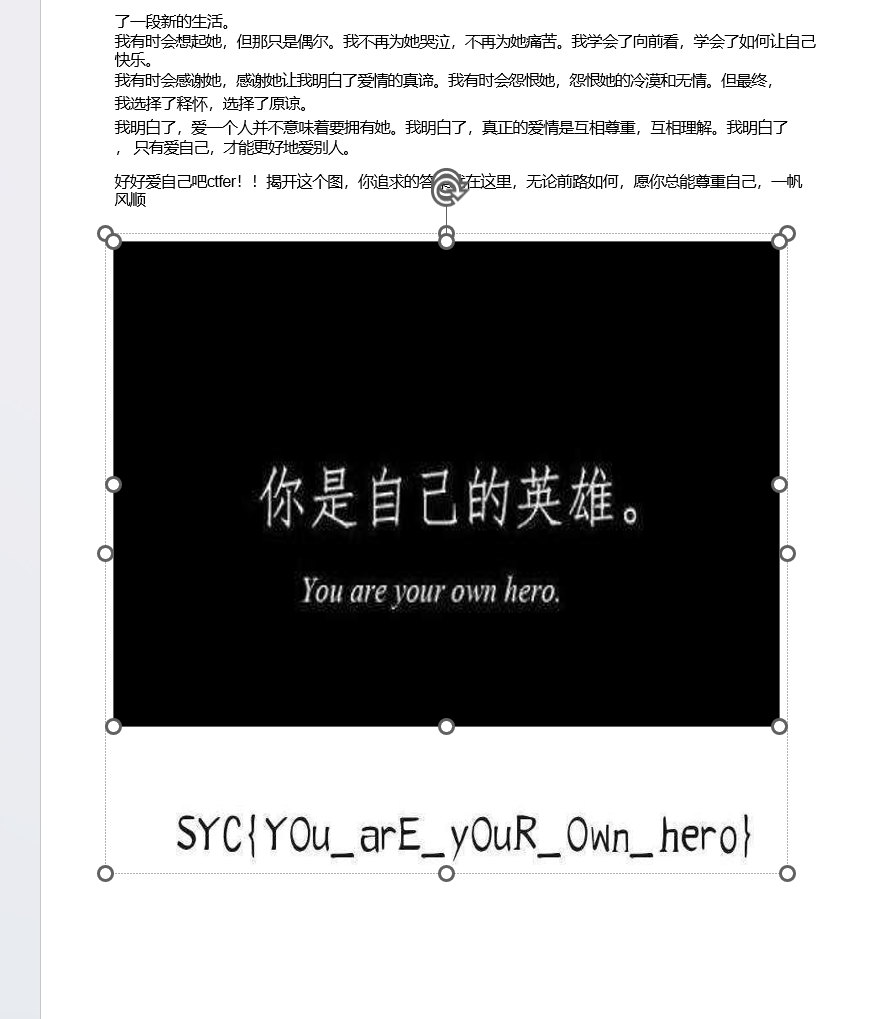 了一段新的生活。
我有时会想起她，但那只是偶尔。我不再为她哭泣，不再为她痛苦。我学会了向前看，学会了如何让自己
快乐。
我有时会感谢她，感谢她让我明白了爱情的真谛。我有时会怨恨她，怨恨她的冷漠和无情。但最终，
我选择了释怀，选择了原谅。
我明白了，爱一个人并不意味着要拥有她。我明白了，真正的爱情是互相尊重，互相理解。我明白了
， 只有爱自己，才能更好地爱别人。
好好爱自己吧ctfer！！揭开这个图，你追求的答在这里，无论前路如何，愿你总能尊重自己，一帆
风顺
你是自己的英雄。
You are your own hero.
SYC{YOu_arE_yOuR_Own_hero}